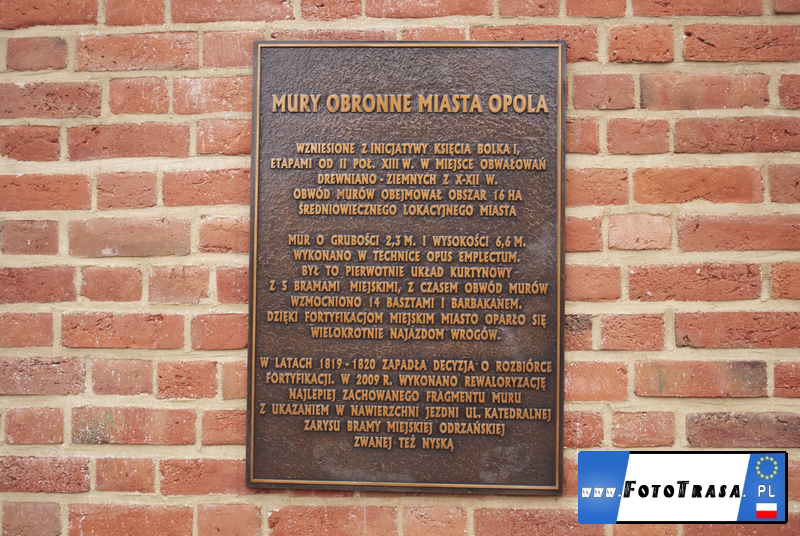 MURY OBRONNE MIASTA OPOLA
WZNIESIONE Z INICJATYWY KSIĘCIA BOLKA I,
ETAPAMI OD II POŁ. XIII W. W MIEJSCE OBWAŁOWAŃ
DREWNIANO - ZIEMNYCH Z X-XII W.
OBWÓD MURÓW OBEJMOWAŁ OBSZAR 16 HA
ŚREDNIOWIECZNEGO LOKACYJNEGO MIASTA
MUR O GRUBOŚCI 2,3 M. I WYSOKOŚCI 6,6 M.
WYKONANO W TECHNICE OPUS EMPLECTUM.
BYŁ TO PIERWOTNIE UKŁAD KURTYNOWY
Z 5 BRAMAMI MIEJSKIMI, Z CZASEM OBWÓD MURÓW
WZMOCNIONO 14 BASZTAMI I BARBAKANEM.
DZIĘKI FORTYFIKACJOM MIEJSKIM MIASTO OPARŁO SIĘ
WIELOKROTNIE NAJAZDOM WROGÓW.
W LATACH 1819 - 1820 ZAPADŁA DECYZJA O ROZBIÓRCE
FORTYFIKACJI. W 2009 R. WYKONANO REWALORYZACJĘ
NAJLEPIEJ ZACHOWANEGO FRAGMENTU MURU
Z UKAZANIEM W NAWIERZCHNI JEZDNI UL. KATEDRALNEJ
ZARYSU BRAMY MIEJSKIEJ ODRZAŃSKIEJ
ZWANEJ TEŻ NYSKĄ
www.FotoTrasa.PL